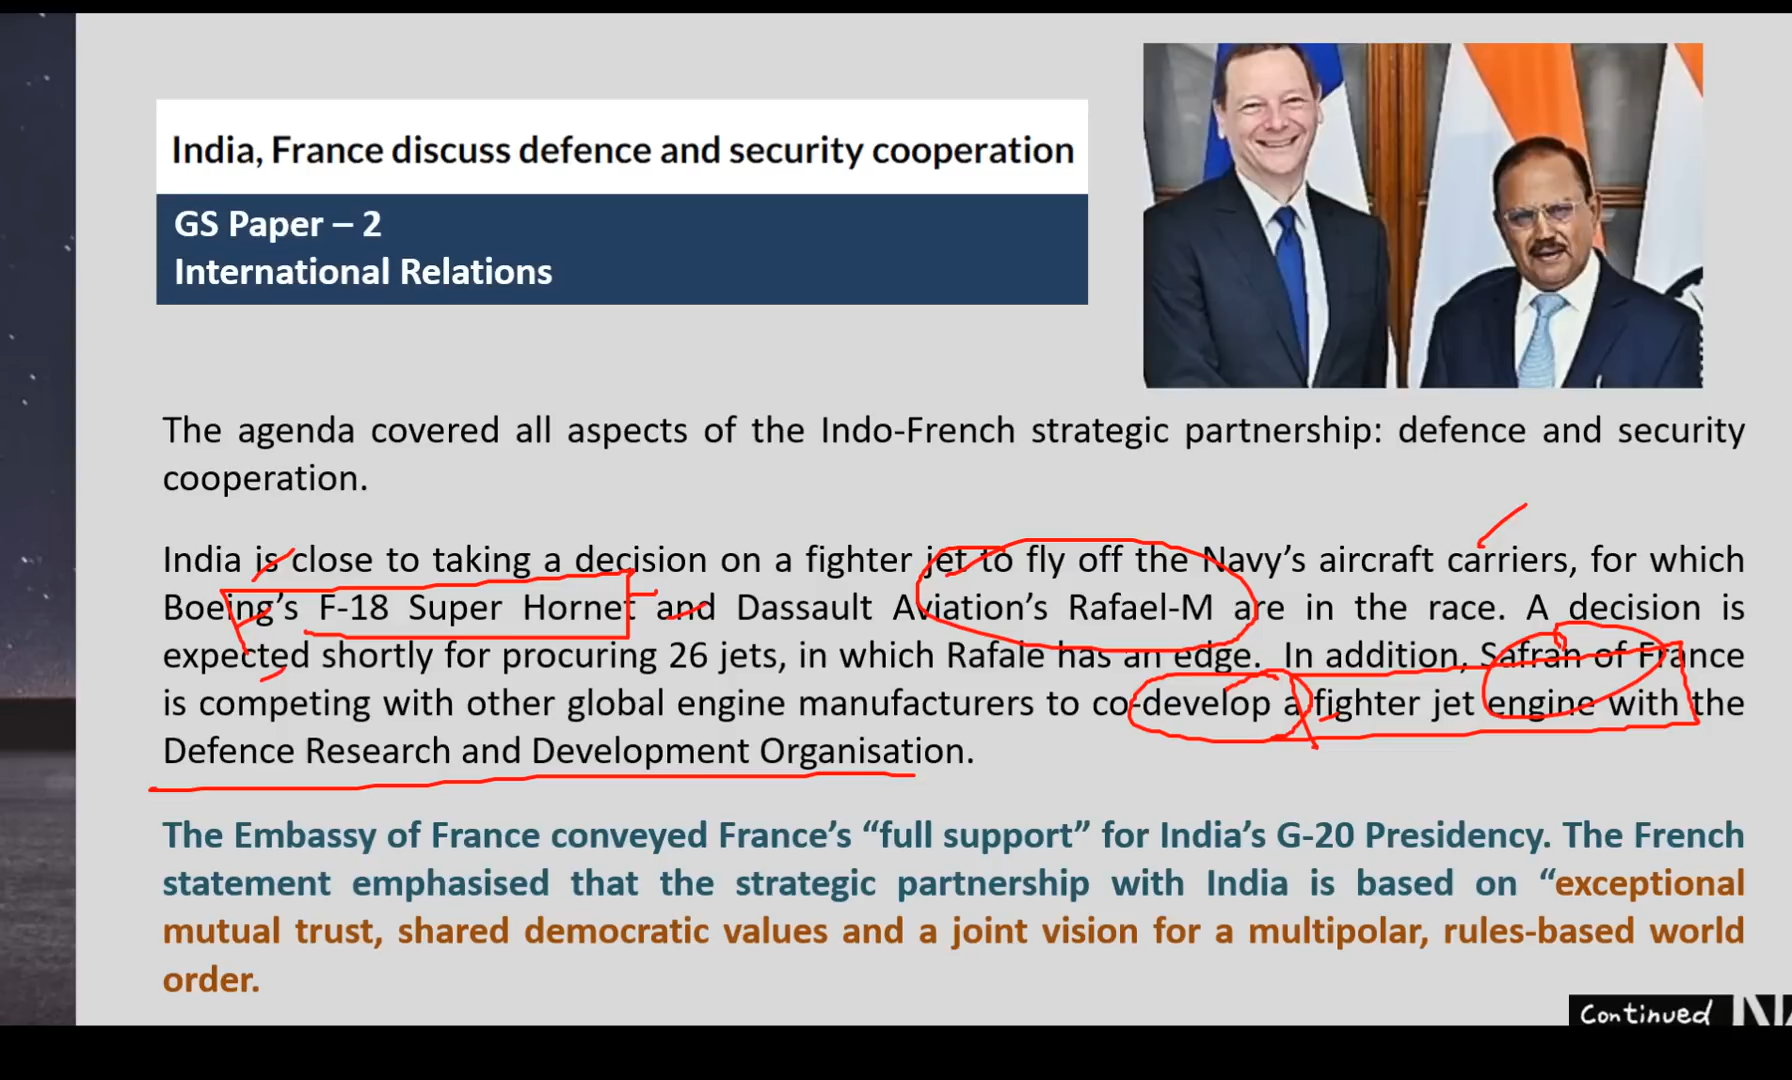 India, France discuss defence and security cooperation
GS Paper – 2
International Relations
The agenda covered all aspects of the Indo-French strategic partnership: defence and security
cooperation.
India is close to taking a decision on a fighter jet to fly off the Navy’s aircraft carriers, for which
Boeing’s F-18 Super Hornet and Dassault Aviation’s Rafael-M are in the race. A decision is
expected shortly for procuring 26 jets, in which Rafale has an edge. In addition, Safran of France
is competing with other global engine manufacturers to co-develop a fighter jet engine with the
Defence Research and Development Organisation.
The Embassy of France conveyed France’s “full support” for India’s G-20 Presidency. The French
statement emphasised that the strategic partnership with India is based on “exceptional
mutual trust, shared democratic values and a joint vision for a multipolar, rules-based world
order.
Continued